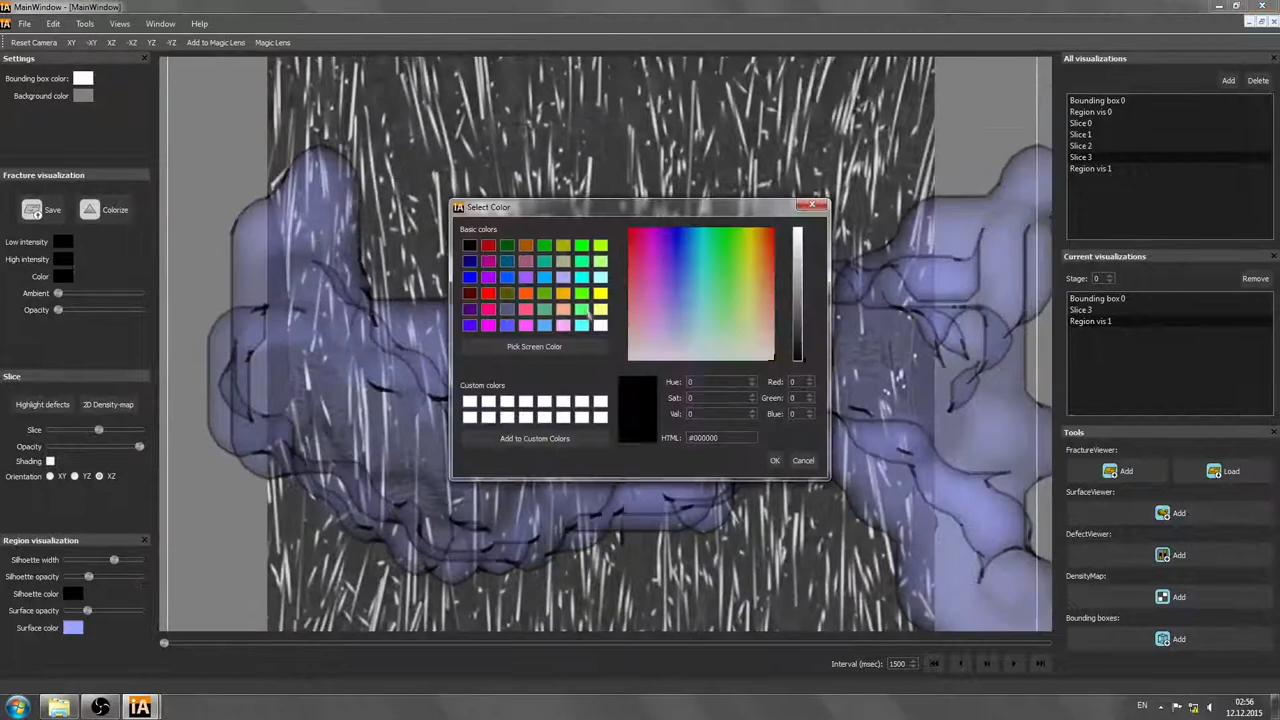 MainWindow - [MainWindow]
File Edit Tools Views Window Help
Reset Camera XY -XY XZ -XZ YZ -YZ Add to Magic Lens Magic Lens
Settings
Bounding box color:
Background color
Fracture visualization
Save Colorize
Low intensity
High intensity
Color
Ambient
Opacity
Slice
Highlight defects 2D Density-map
Slice
Opacity
Shading
Orientation XY YZ XZ
Region visualization
Silhoette width
Silhoette opacity
Silhoette color
Surface opacity
Surface color
iA Select Color
Basic colors
Pick Screen Color
Custom colors
Add to Custom Colors
Hue: 0 Red: 0
Sat: 0 Green: 0
Val: 0 Blue: 0
HTML: #000000
OK Cancel
Interval (msec): 1500
All visualizations
Add Delete
Bounding box 0
Region vis 0
Slice 0
Slice 1
Slice 2
Slice 3
Region vis 1
Current visualizations
Stage: 0 Remove
Bounding box 0
Slice 3
Region vis 1
Tools
FractureViewer:
Add Load
SurfaceViewer:
Add
DefectViewer:
Add
DensityMap:
Add
Bounding boxes:
Add
iA
EN
02:56
12.12.2015